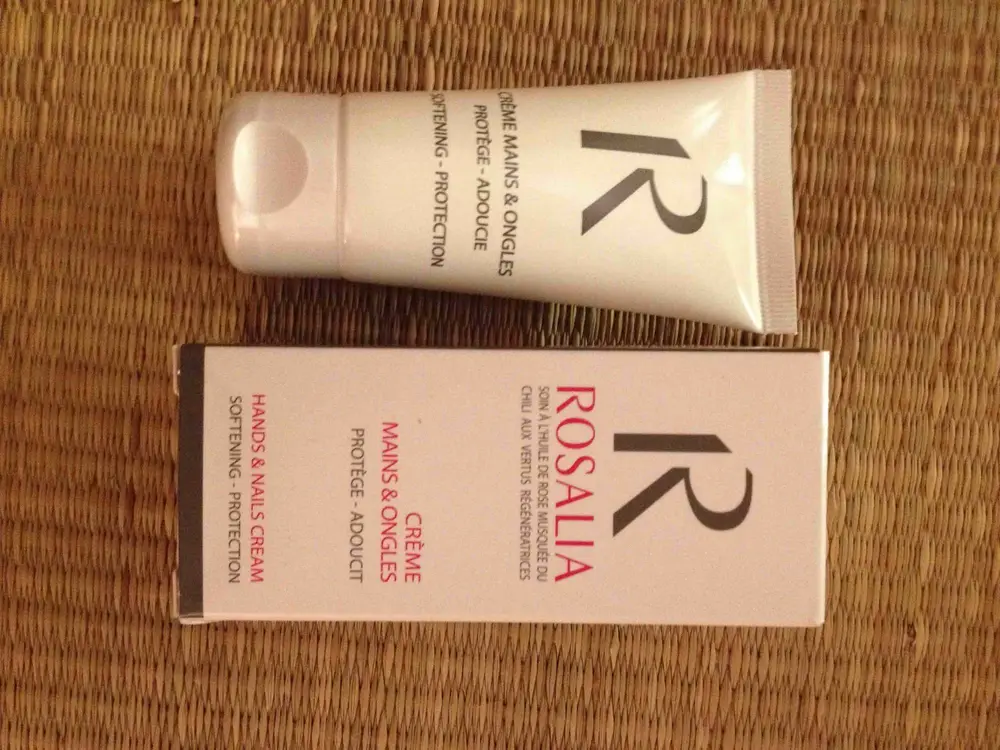 R
CRÈME MAINS & ONGLES
PROTÈGE - ADOUCIE
SOFTENING - PROTECTION
R
ROSALIA
SOIN À L'HUILE DE ROSE MUSQUÉE DU
CHILI AUX VERTUS RÉGÉNÉRATRICES
CRÈME
MAINS & ONGLES
PROTÈGE - ADOUCIT
HANDS & NAILS CREAM
SOFTENING - PROTECTION